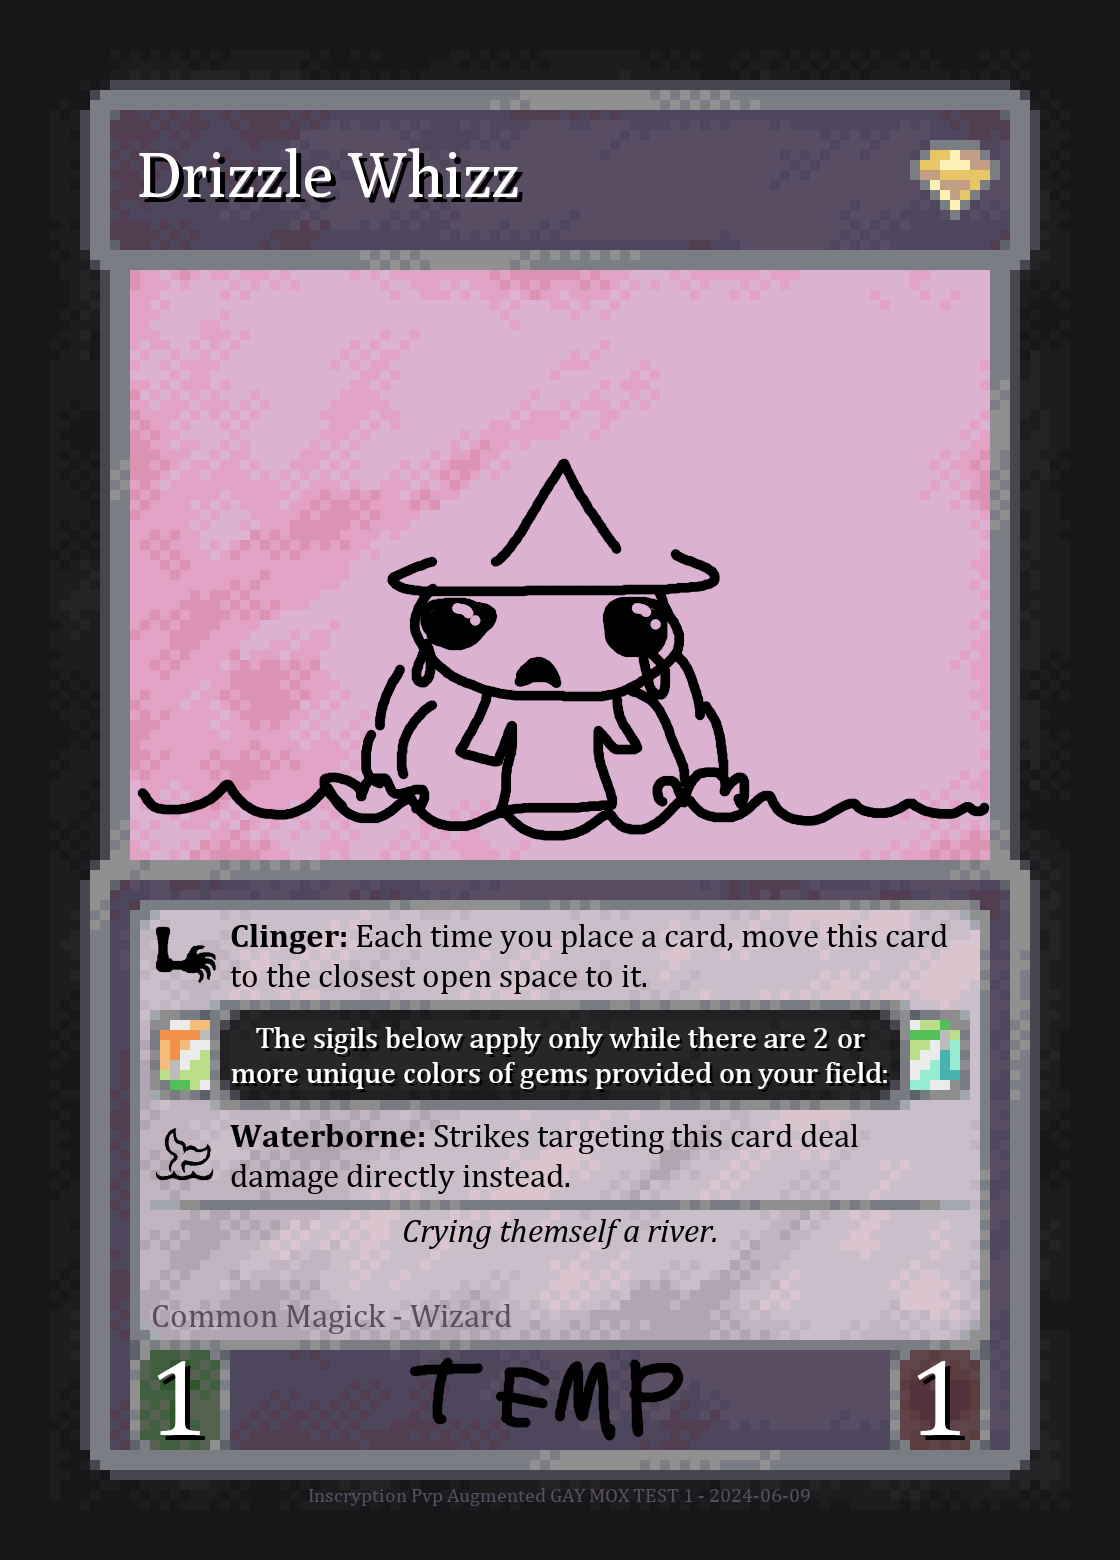 Drizzle Whizz
Clinger: Each time you place a card, move this card
to the closest open space to it.
The sigils below apply only while there are 2 or
more unique colors of gems provided on your field:
Waterborne: Strikes targeting this card deal
damage directly instead.
Crying themself a river.
Common Magick - Wizard
1 TEMP 1
Inscryption Pvp Augmented GAY MOX TEST 1 - 2024-06-09